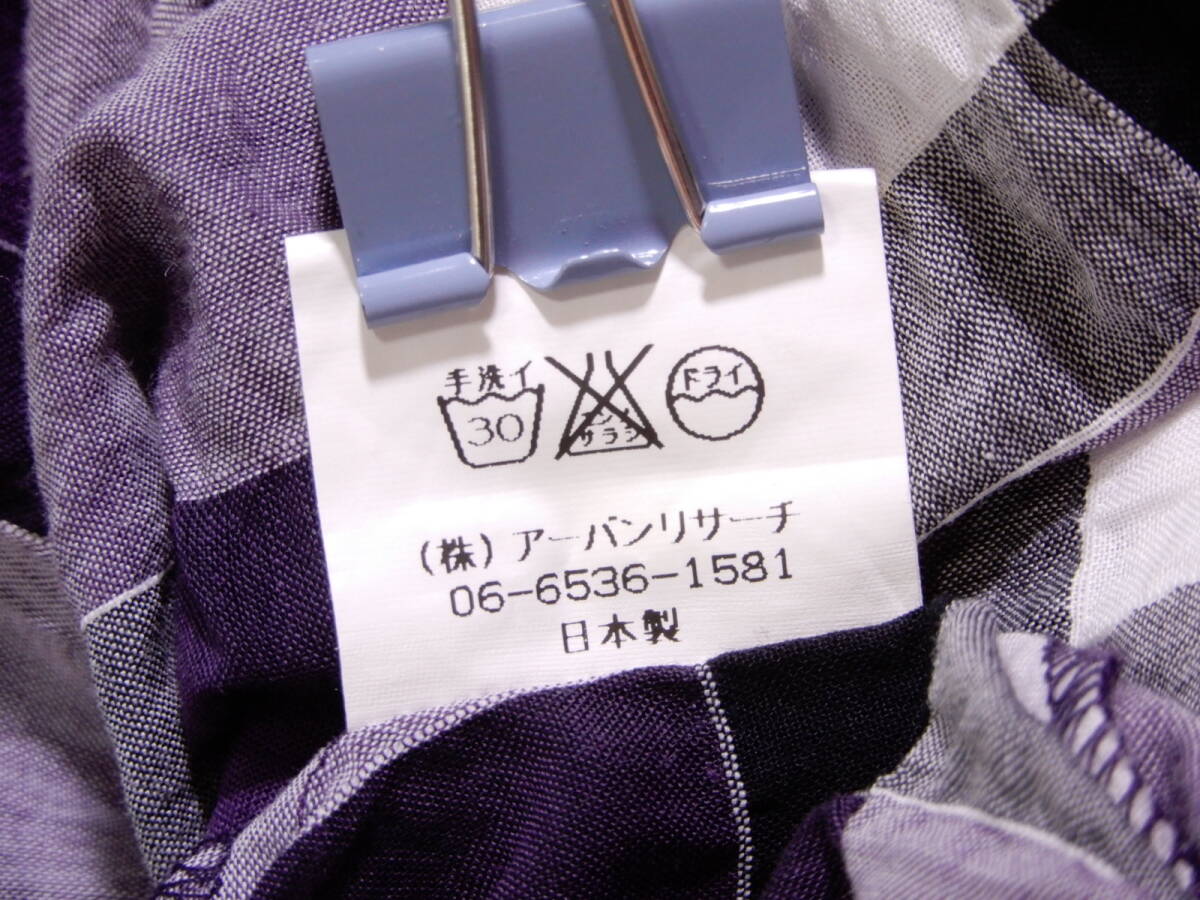 手洗イ
30
エンソ
サラシ
ドライ
(株)アーバンリサーチ
06-6536-1581
日本製